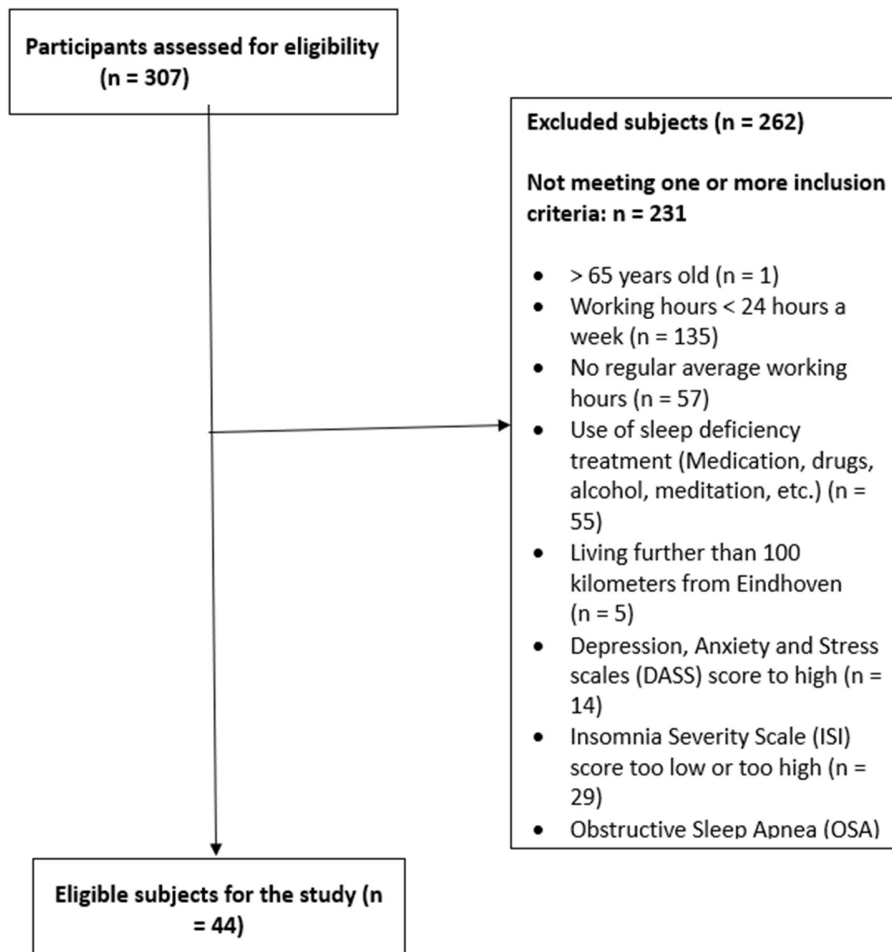 Participants assessed for eligibility
(n = 307)
Excluded subjects (n = 262)
Not meeting one or more inclusion
criteria: n = 231
• > 65 years old (n = 1)
• Working hours < 24 hours a
week (n = 135)
• No regular average working
hours (n = 57)
• Use of sleep deficiency
treatment (Medication, drugs,
alcohol, meditation, etc.) (n =
55)
• Living further than 100
kilometers from Eindhoven
(n = 5)
• Depression, Anxiety and Stress
scales (DASS) score to high (n =
14)
• Insomnia Severity Scale (ISI)
score too low or too high (n =
29)
• Obstructive Sleep Apnea (OSA)
Eligible subjects for the study (n
= 44)